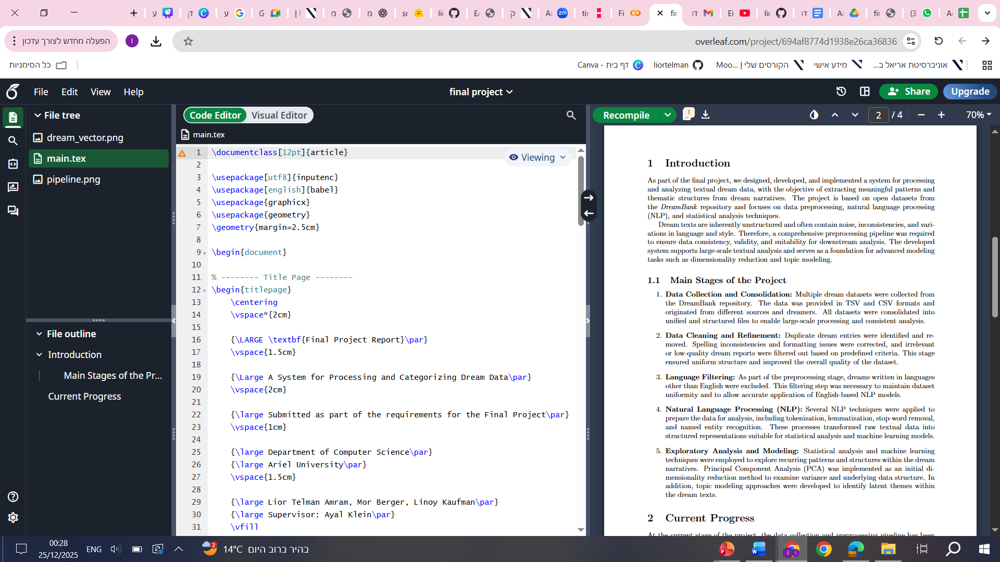 ע
דן
ע
G
| I
מ
מ
se
lic
E/
ק
A
zm
tir
Fi
fir
דו
Ei
lic
דר
A
fir
(3
A
הפעלה מחדש לצורך עדכון
I
overleaf.com/project/694af8774d1938e26ca36836
כל הסימניות
דף בית - Canva
liortelman
הקורסים שלי | Moo...
מידע אישי
אוניברסיטת אריאל ב...
File Edit View Help
final project
Share
Upgrade
File tree
dream_vector.png
main.tex
pipeline.png
File outline
Introduction
Main Stages of the Pr...
Current Progress
Code Editor
Visual Editor
main.tex
Viewing
1 \documentclass[12pt]{article}
2
3 \usepackage[utf8]{inputenc}
4 \usepackage[english]{babel}
5 \usepackage{graphicx}
6 \usepackage{geometry}
7 \geometry{margin=2.5cm}
8
9 \begin{document}
10
11 % -------- Title Page --------
12 \begin{titlepage}
13 \centering
14 \vspace*{2cm}
15
16 {\LARGE \textbf{Final Project Report}\par}
17 \vspace{1.5cm}
18
19 {\Large A System for Processing and Categorizing Dream Data\par}
20 \vspace{2cm}
21
22 {\large Submitted as part of the requirements for the Final Project\par}
23 \vspace{1cm}
24
25 {\large Department of Computer Science\par}
26 {\large Ariel University\par}
27 \vspace{1.5cm}
28
29 {\large Lior Telman Amram, Mor Berger, Linoy Kaufman\par}
30 {\large Supervisor: Ayal Klein\par}
31 \vfill
Recompile
1
2 / 4
70%
1 Introduction
As part of the final project, we designed, developed, and implemented a system for processing
and analyzing textual dream data, with the objective of extracting meaningful patterns and
thematic structures from dream narratives. The project is based on open datasets from
the DreamBank repository and focuses on data preprocessing, natural language processing
(NLP), and statistical analysis techniques.
Dream texts are inherently unstructured and often contain noise, inconsistencies, and vari-
ations in language and style. Therefore, a comprehensive preprocessing pipeline was required
to ensure data consistency, validity, and suitability for downstream analysis. The developed
system supports large-scale textual analysis and serves as a foundation for advanced modeling
tasks such as dimensionality reduction and topic modeling.
1.1 Main Stages of the Project
1. Data Collection and Consolidation: Multiple dream datasets were collected from
the DreamBank repository. The data was provided in TSV and CSV formats and
originated from different sources and dreamers. All datasets were consolidated into
unified and structured files to enable large-scale processing and consistent analysis.
2. Data Cleaning and Refinement: Duplicate dream entries were identified and re-
moved. Spelling inconsistencies and formatting issues were corrected, and irrelevant
or low-quality dream reports were filtered out based on predefined criteria. This stage
ensured uniform structure and improved the overall quality of the dataset.
3. Language Filtering: As part of the preprocessing stage, dreams written in languages
other than English were excluded. This filtering step was necessary to maintain dataset
uniformity and to allow accurate application of English-based NLP models.
4. Natural Language Processing (NLP): Several NLP techniques were applied to
prepare the data for analysis, including tokenization, lemmatization, stop-word removal,
and named entity recognition. These processes transformed raw textual data into
structured representations suitable for statistical analysis and machine learning models.
5. Exploratory Analysis and Modeling: Statistical analysis and machine learning
techniques were employed to explore recurring patterns and structures within the dream
narratives. Principal Component Analysis (PCA) was implemented as an initial di-
mensionality reduction method to examine variance and underlying data structure. In
addition, topic modeling approaches were developed to identify latent themes within
the dream texts.
2 Current Progress
At the current stage of the project, the data collection and preprocessing pipeline has been
00:28
25/12/2025
ENG
2
14°C בהיר ברוב היום